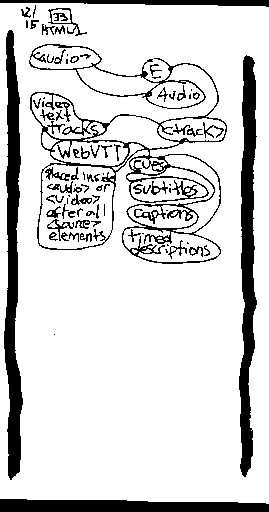 12/
15
33
HTML1
<audio>
E
Audio
video
text
tracks
<track>
WebVTT
cues
placed inside
<audio> or
<video>
after all
<source>
elements
subtitles
captions
timed
descriptions